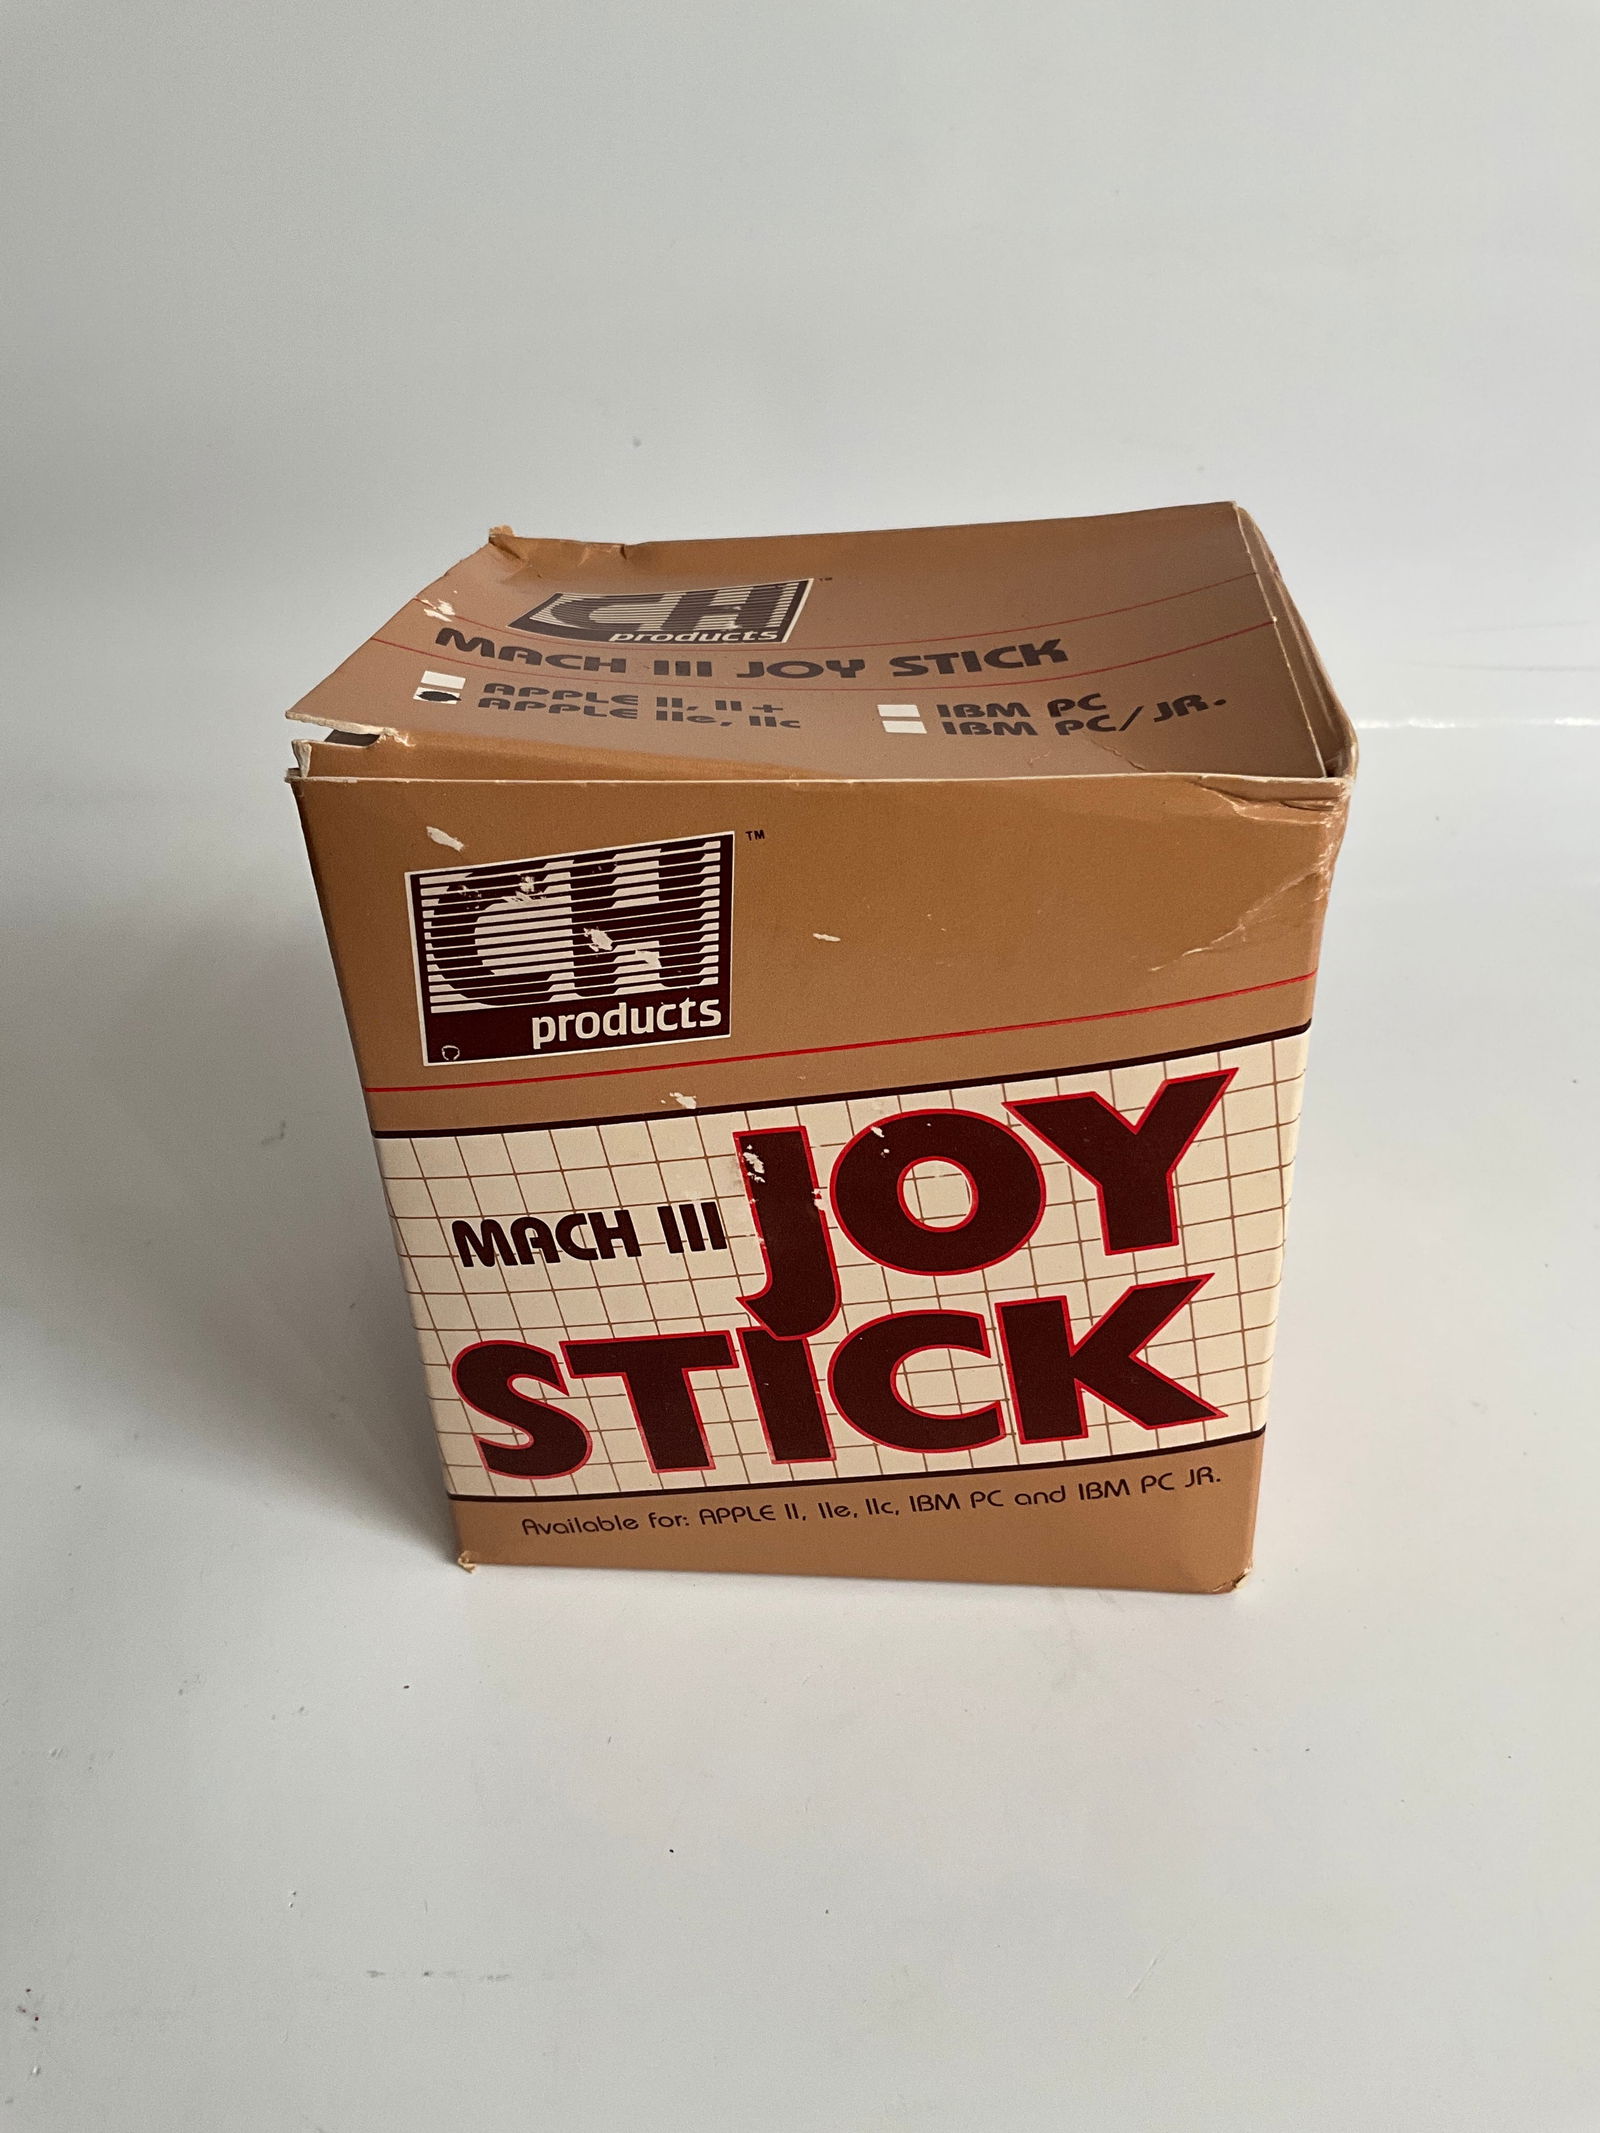 CH ™
products
MACH III JOY STICK
APPLE II, II+
APPLE IIe, IIc
IBM PC
IBM PC/JR.
CH ™
products
MACH III JOY
STICK
Available for: APPLE II, IIe, IIc, IBM PC and IBM PC JR.